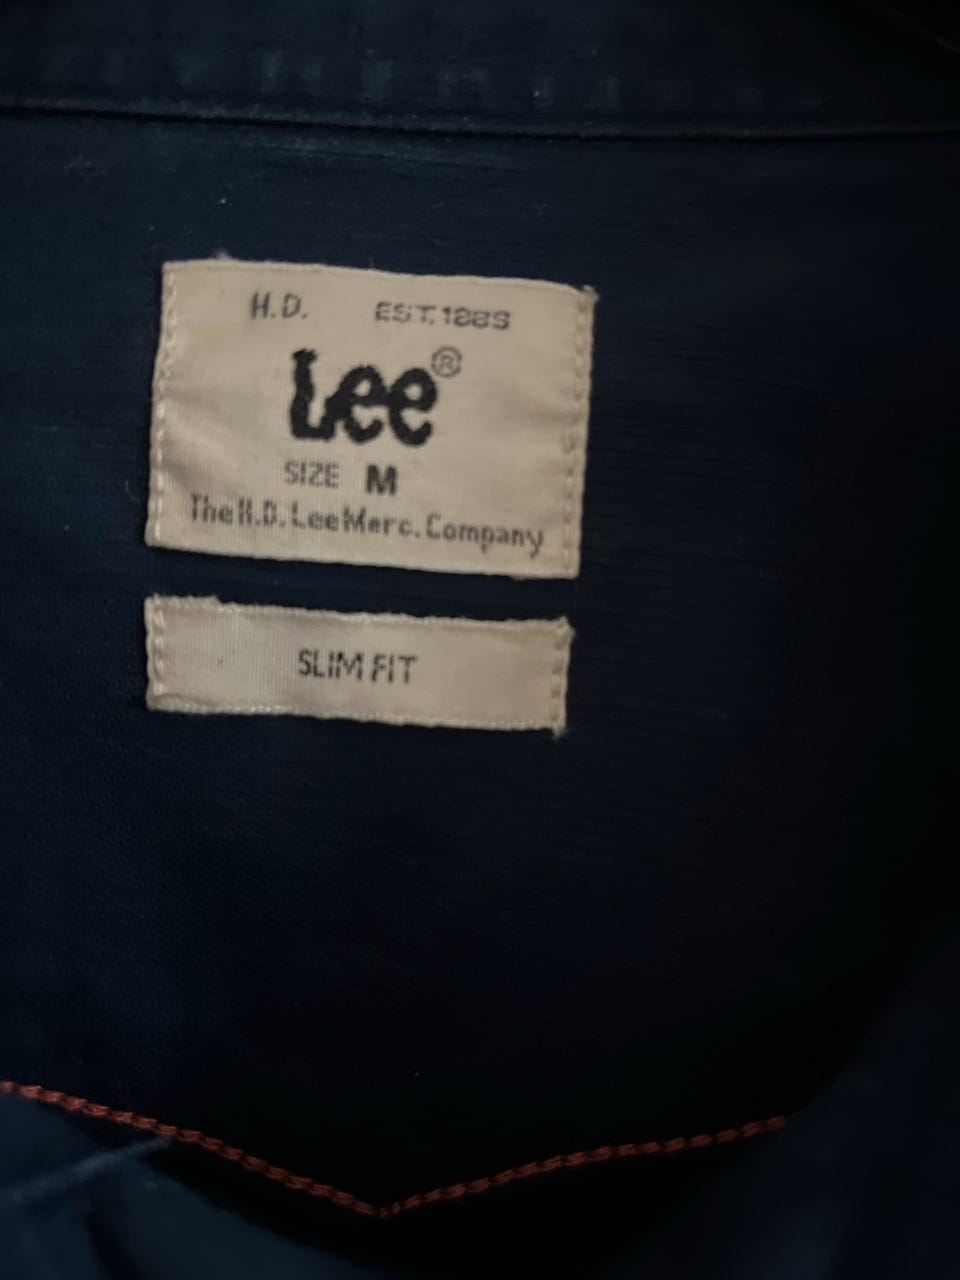 H.D. EST.1889
Lee®
SIZE M
The H.D. Lee Merc. Company
SLIM FIT